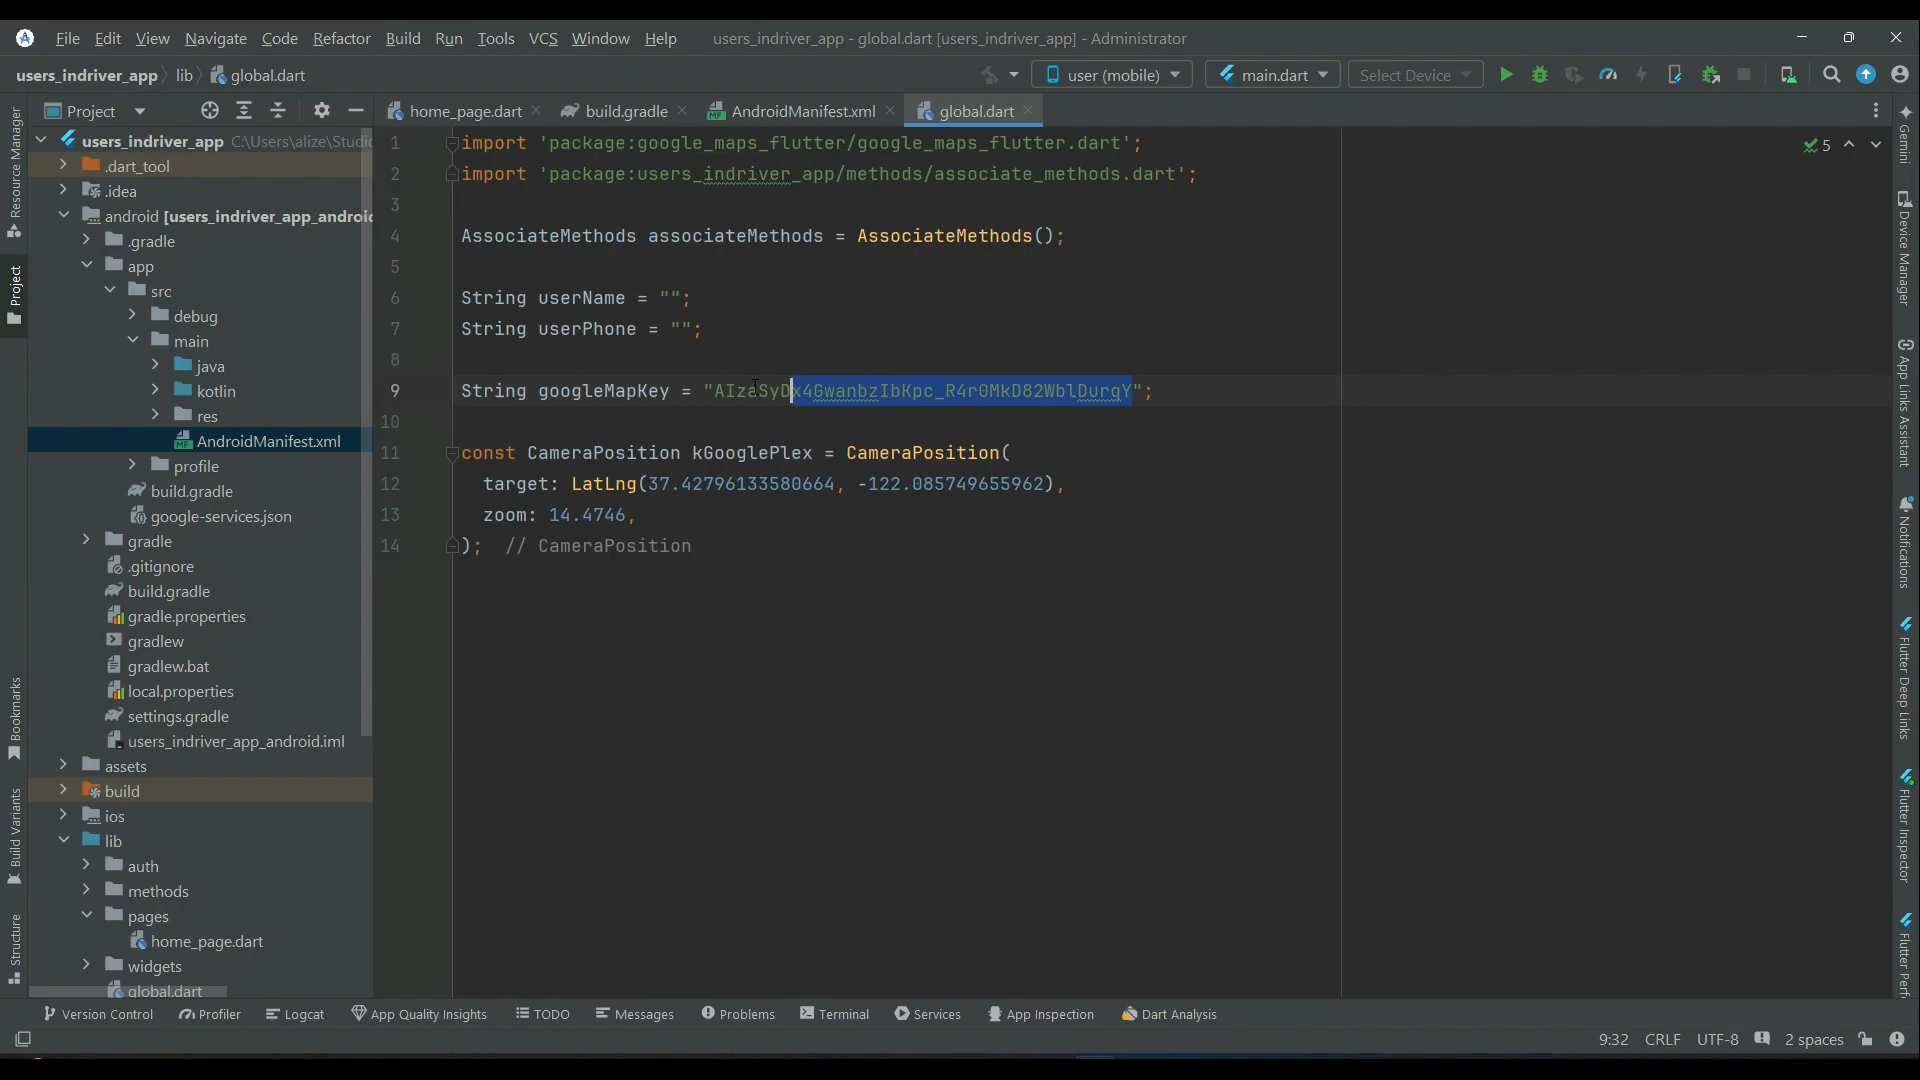 File Edit View Navigate Code Refactor Build Run Tools VCS Window Help users_indriver_app - global.dart [users_indriver_app] - Administrator
users_indriver_app lib global.dart user (mobile) main.dart Select Device
Project home_page.dart build.gradle AndroidManifest.xml global.dart
users_indriver_app C:\Users\alize\Studic
.dart_tool
.idea
android [users_indriver_app_android
.gradle
app
src
debug
main
java
kotlin
res
AndroidManifest.xml
profile
build.gradle
google-services.json
gradle
.gitignore
build.gradle
gradle.properties
gradlew
gradlew.bat
local.properties
settings.gradle
users_indriver_app_android.iml
assets
build
ios
lib
auth
methods
pages
home_page.dart
widgets
global.dart
1 import 'package:google_maps_flutter/google_maps_flutter.dart';
2 import 'package:users_indriver_app/methods/associate_methods.dart';
3
4 AssociateMethods associateMethods = AssociateMethods();
5
6 String userName = "";
7 String userPhone = "";
8
9 String googleMapKey = "AIzaSyDx4GwanbzIbKpc_R4r0MkD82WblDurqY";
10
11 const CameraPosition kGooglePlex = CameraPosition(
12 target: LatLng(37.42796133580664, -122.085749655962),
13 zoom: 14.4746,
14 ); // CameraPosition
5
Resource Manager
Project
Bookmarks
Build Variants
Structure
Gemini
Device Manager
App Links Assistant
Notifications
Flutter Deep Links
Flutter Inspector
Flutter Perf
Version Control Profiler Logcat App Quality Insights TODO Messages Problems Terminal Services App Inspection Dart Analysis
9:32 CRLF UTF-8 2 spaces